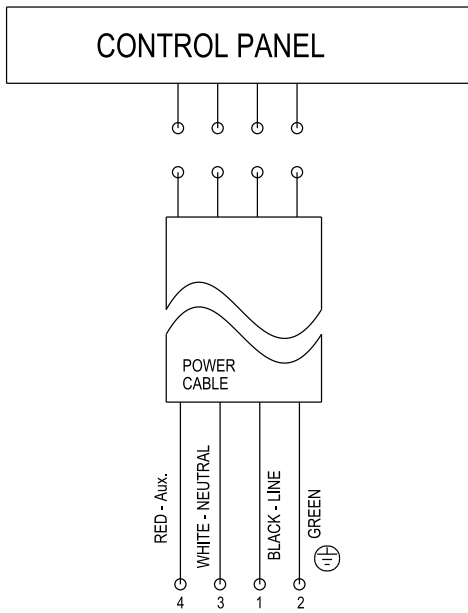 CONTROL PANEL
POWER
CABLE
RED - Aux.
WHITE - NEUTRAL
BLACK - LINE
GREEN
4 3 1 2